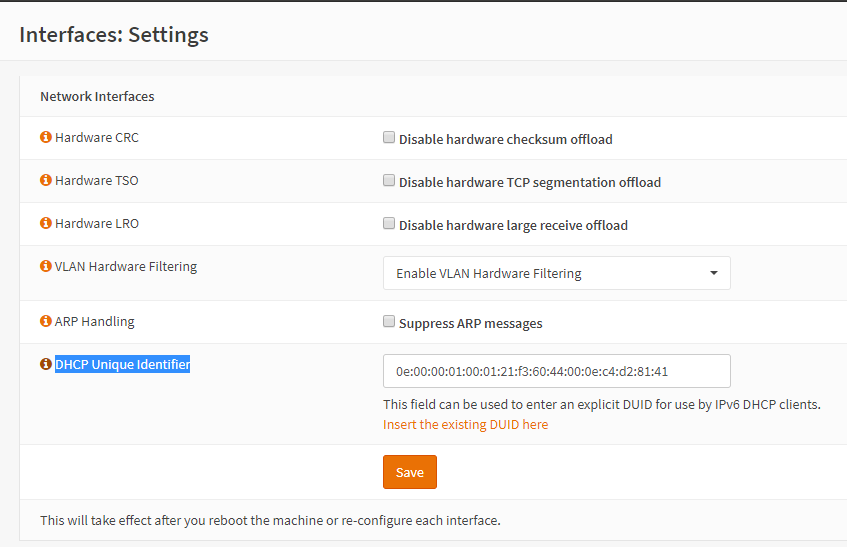 Interfaces: Settings
Network Interfaces
Hardware CRC
Disable hardware checksum offload
Hardware TSO
Disable hardware TCP segmentation offload
Hardware LRO
Disable hardware large receive offload
VLAN Hardware Filtering
Enable VLAN Hardware Filtering
ARP Handling
Suppress ARP messages
DHCP Unique Identifier
0e:00:00:01:00:01:21:f3:60:44:00:0e:c4:d2:81:41
This field can be used to enter an explicit DUID for use by IPv6 DHCP clients.
Insert the existing DUID here
Save
This will take effect after you reboot the machine or re-configure each interface.